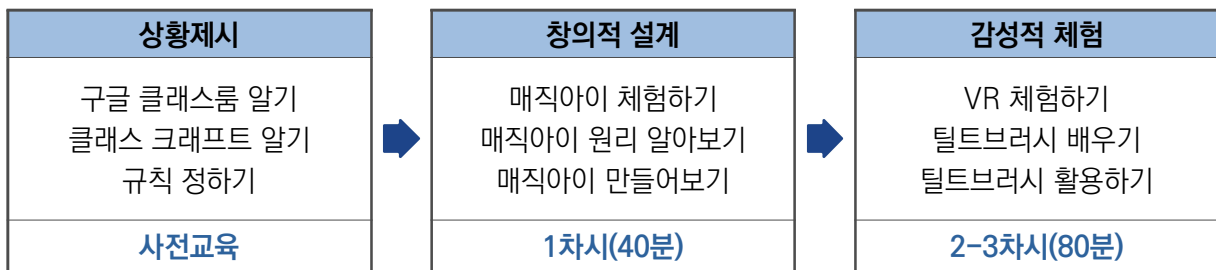 상황제시
구글 클래스룸 알기
클래스 크래프트 알기
규칙 정하기
사전교육
창의적 설계
매직아이 체험하기
매직아이 원리 알아보기
매직아이 만들어보기
1차시(40분)
감성적 체험
VR 체험하기
틸트브러시 배우기
틸트브러시 활용하기
2-3차시(80분)